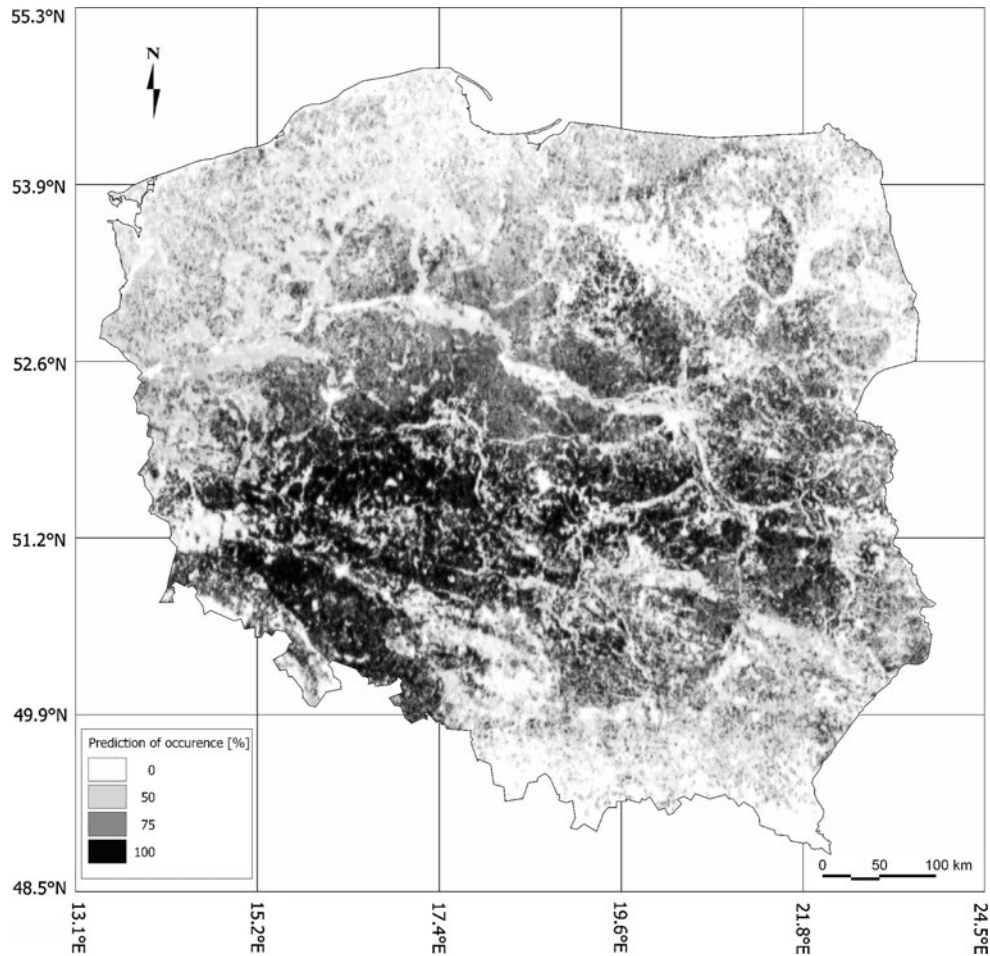 55.3°N
N
53.9°N
52.6°N
51.2°N
49.9°N
Prediction of occurence [%]
0
50
75
100
0 50 100 km
48.5°N
13.1°E 15.2°E 17.4°E 19.6°E 21.8°E 24.5°E